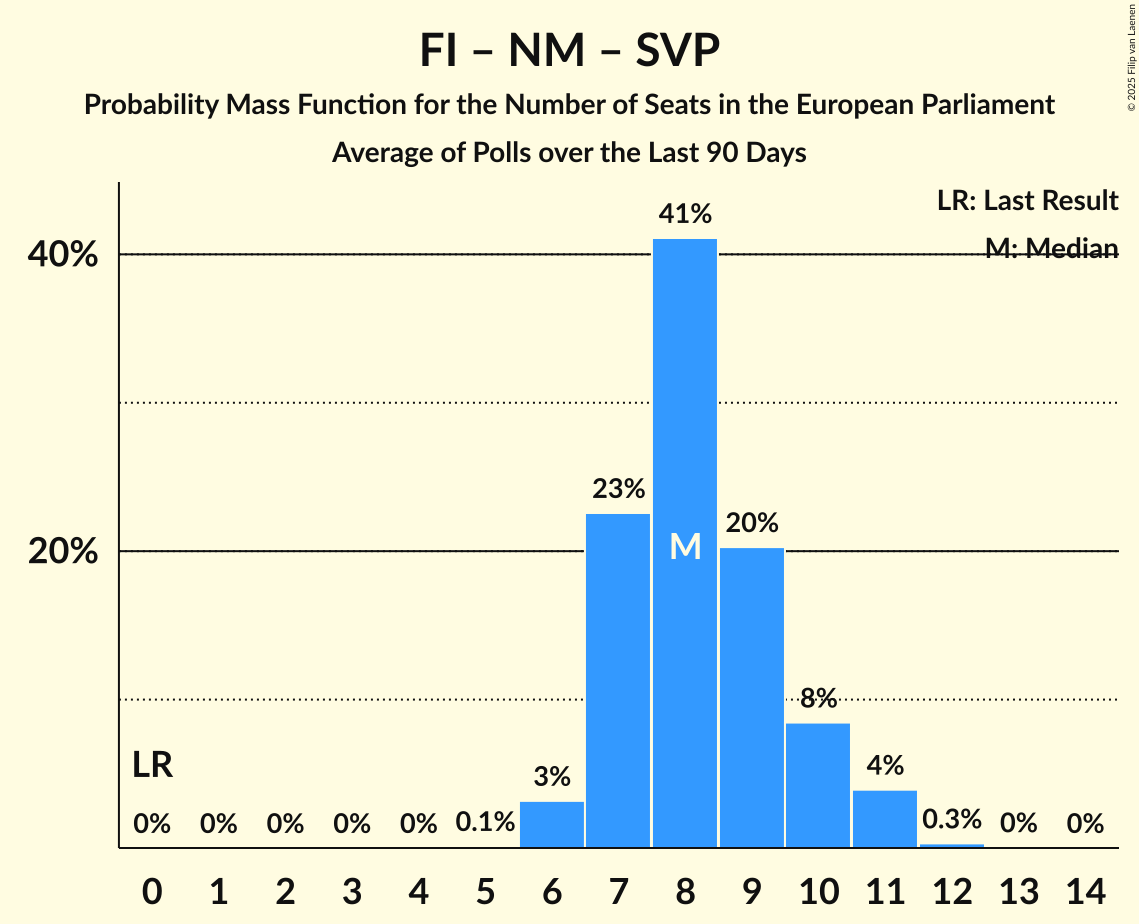 FI – NM – SVP
Probability Mass Function for the Number of Seats in the European Parliament
Average of Polls over the Last 90 Days
© 2025 Filip van Laenen
LR: Last Result
M: Median
40%
20%
41%
23%
M
20%
8%
LR
3%
4%
0% 0% 0% 0% 0% 0.1% 0.3% 0% 0%
0 1 2 3 4 5 6 7 8 9 10 11 12 13 14